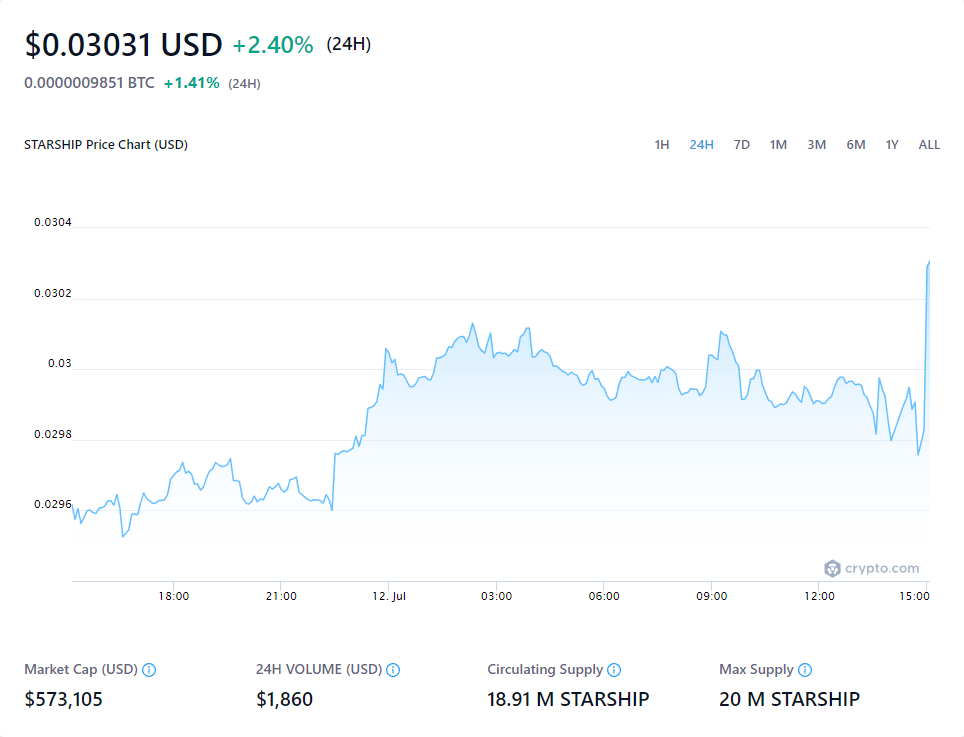 $0.03031 USD +2.40% (24H)
0.0000009851 BTC +1.41% (24H)
STARSHIP Price Chart (USD)
1H 24H 7D 1M 3M 6M 1Y ALL
0.0304
0.0302
0.03
0.0298
0.0296
crypto.com
18:00 21:00 12. Jul 03:00 06:00 09:00 12:00 15:00
Market Cap (USD) 24H VOLUME (USD) Circulating Supply Max Supply
$573,105 $1,860 18.91 M STARSHIP 20 M STARSHIP